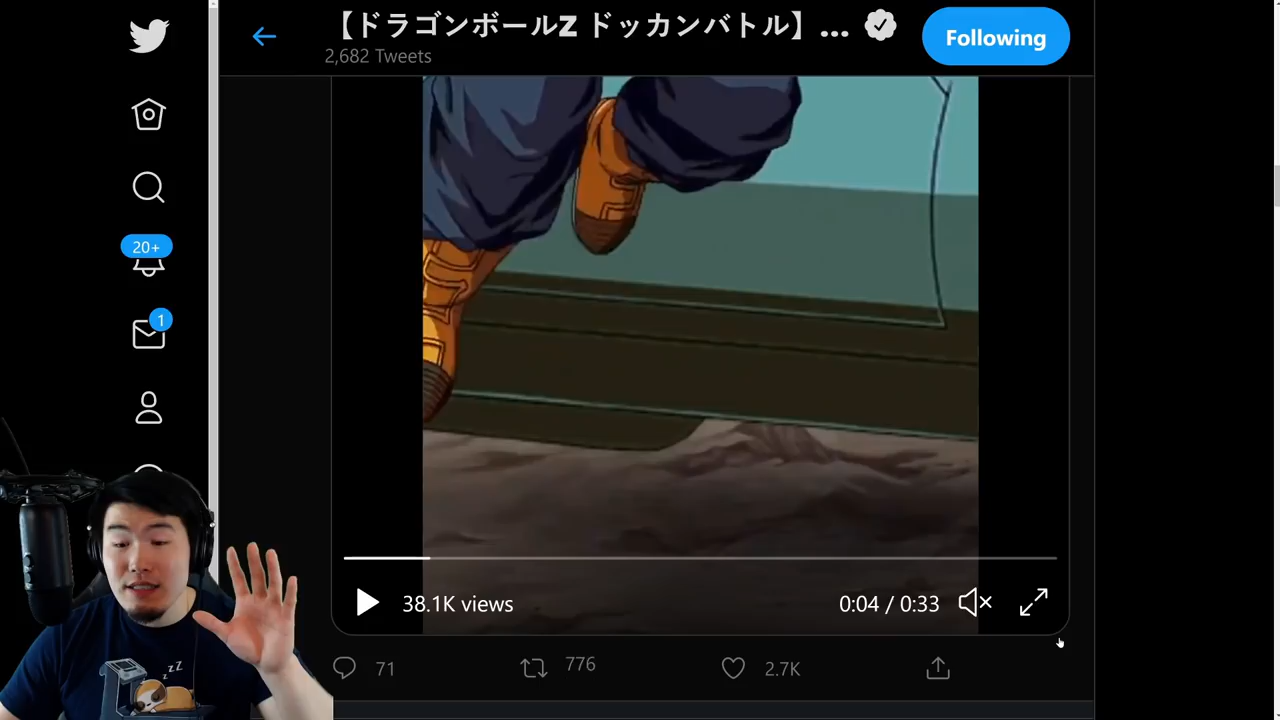 【ドラゴンボールZ ドッカンバトル】...
2,682 Tweets
Following
20+
1
38.1K views
0:04 / 0:33
71
776
2.7K
z Z Z